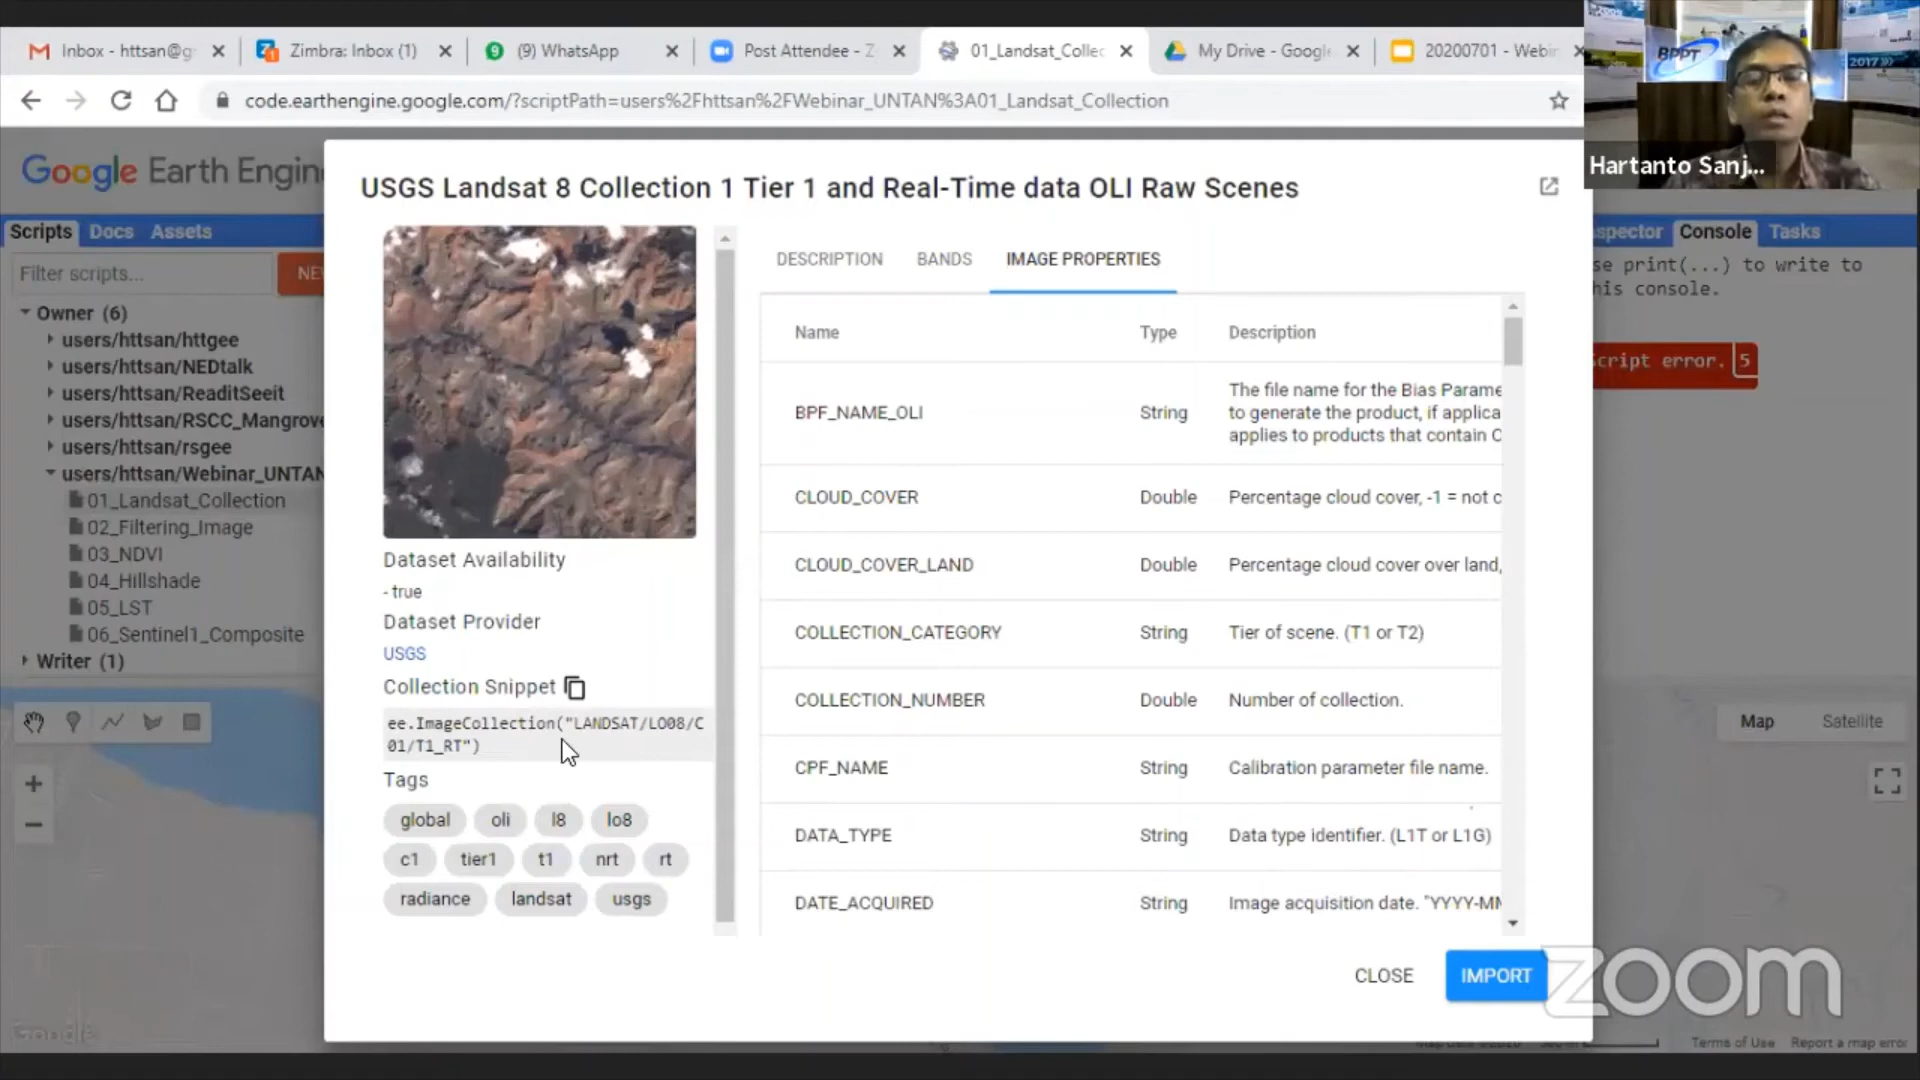 Inbox - httsan@g
Zimbra: Inbox (1)
(9) WhatsApp
Post Attendee - Z
01_Landsat_Collec
My Drive - Google
20200701 - Webi
code.earthengine.google.com/?scriptPath=users%2Fhttsan%2FWebinar_UNTAN%3A01_Landsat_Collection
BPPT
2017
Hartanto Sanj...
Google Earth Engin
Scripts Docs Assets
Filter scripts...
NE
Owner (6)
users/httsan/httgee
users/httsan/NEDtalk
users/httsan/ReaditSeeit
users/httsan/RSCC_Mangrove
users/httsan/rsgee
users/httsan/Webinar_UNTAN
01_Landsat_Collection
02_Filtering_Image
03_NDVI
04_Hillshade
05_LST
06_Sentinel1_Composite
Writer (1)
USGS Landsat 8 Collection 1 Tier 1 and Real-Time data OLI Raw Scenes
Dataset Availability
- true
Dataset Provider
USGS
Collection Snippet
ee.ImageCollection("LANDSAT/LO08/C
01/T1_RT")
Tags
global oli l8 lo8
c1 tier1 t1 nrt rt
radiance landsat usgs
DESCRIPTION BANDS IMAGE PROPERTIES
Name Type Description
BPF_NAME_OLI String The file name for the Bias Parame
to generate the product, if applica
applies to products that contain O
CLOUD_COVER Double Percentage cloud cover, -1 = not c
CLOUD_COVER_LAND Double Percentage cloud cover over land,
COLLECTION_CATEGORY String Tier of scene. (T1 or T2)
COLLECTION_NUMBER Double Number of collection.
CPF_NAME String Calibration parameter file name.
DATA_TYPE String Data type identifier. (L1T or L1G)
DATE_ACQUIRED String Image acquisition date. "YYYY-MM
CLOSE IMPORT
spector Console Tasks
se print(...) to write to
his console.
cript error. 5
Map Satellite
zoom
Google
Terms of Use Report a map error